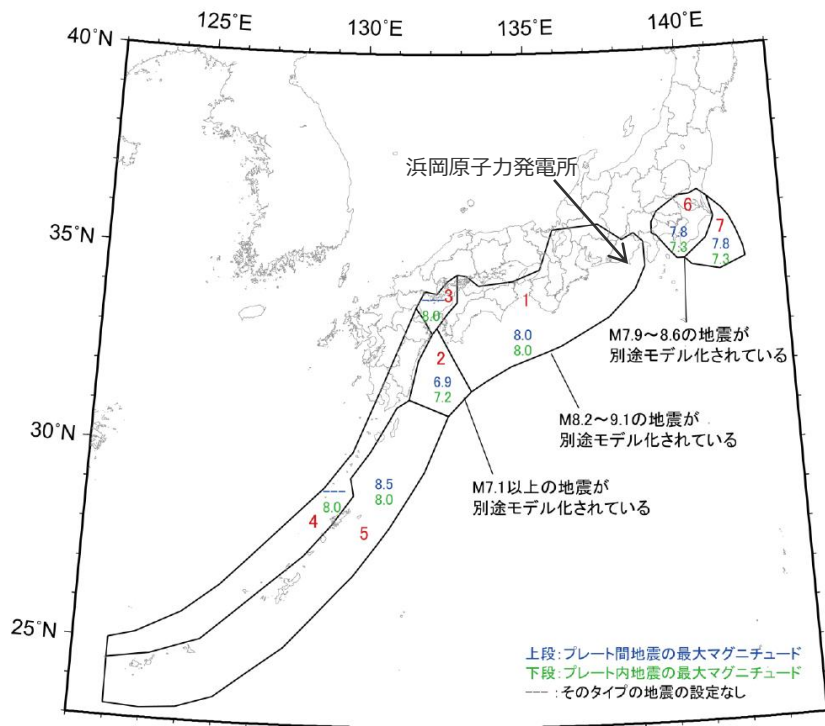 125°E
130°E
135°E
140°E
40°N
浜岡原子力発電所
35°N
6
7.8
7.3
7
7.8
7.3
3
---
8.0
1
8.0
8.0
2
6.9
7.2
M7.9～8.6の地震が
別途モデル化されている
M8.2～9.1の地震が
別途モデル化されている
30°N
M7.1以上の地震が
別途モデル化されている
---
8.0
4
8.5
8.0
5
25°N
上段：プレート間地震の最大マグニチュード
下段：プレート内地震の最大マグニチュード
---：そのタイプの地震の設定なし